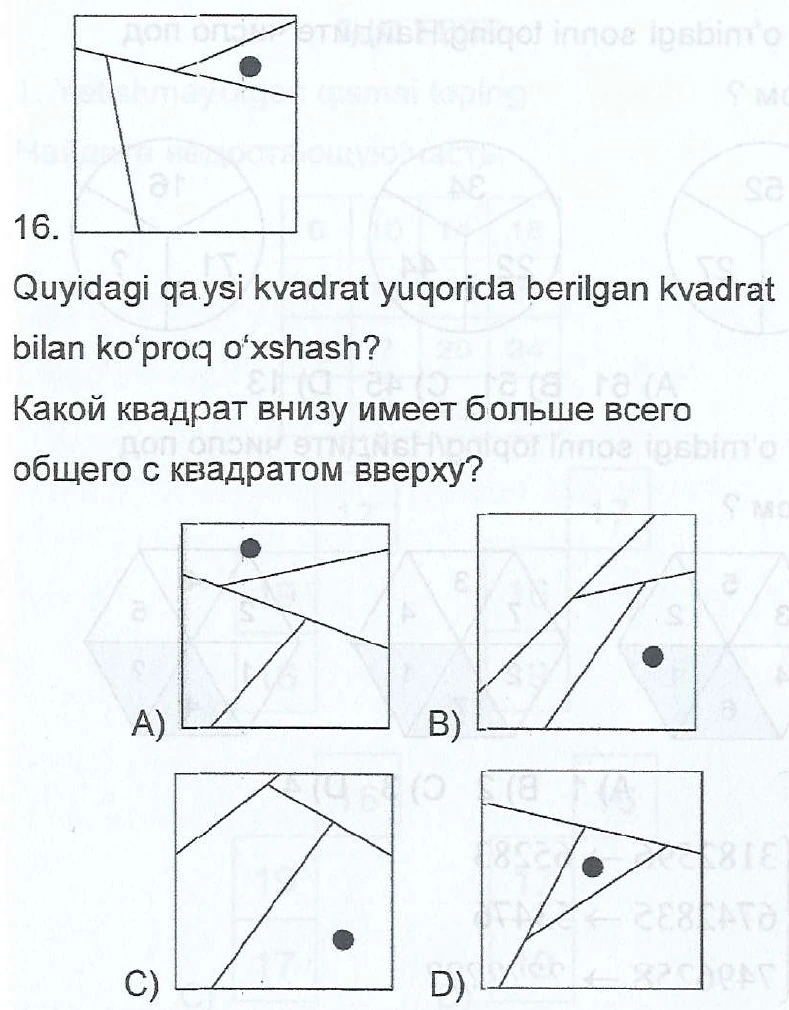 16.
Quyidagi qaysi kvadrat yuqorida berilgan kvadrat
bilan ko‘proq o‘xshash?
Какой квадрат внизу имеет больше всего
общего с квадратом вверху?
A) B)
C) D)